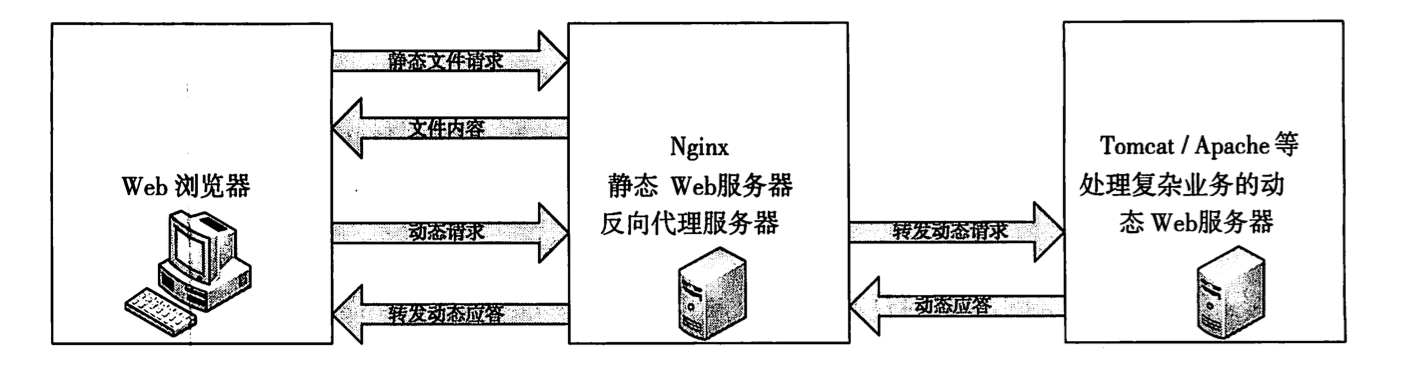 静态文件请求
文件内容
Web 浏览器
动态请求
转发动态应答
Nginx
静态 Web服务器
反向代理服务器
转发动态请求
动态应答
Tomcat / Apache 等
处理复杂业务的动
态 Web服务器